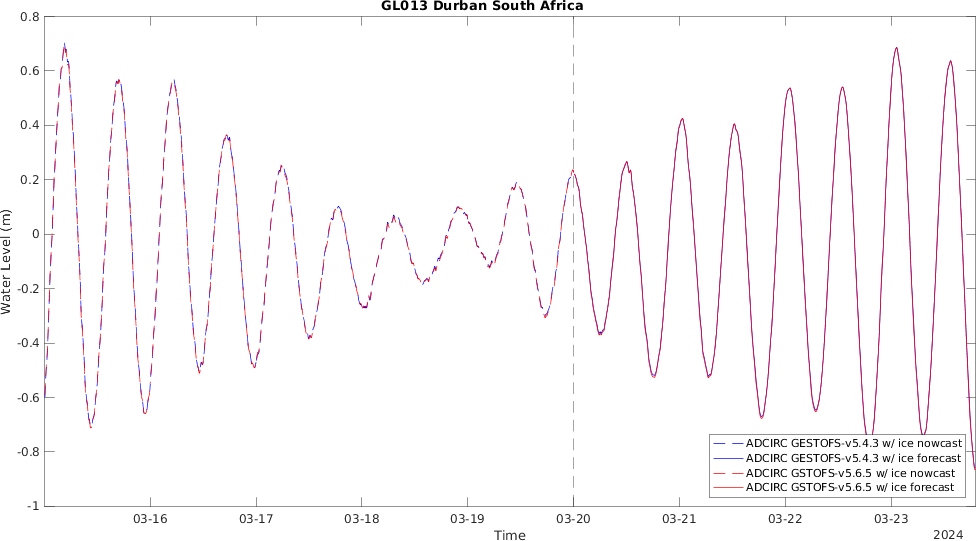 GL013 Durban South Africa
0.8
0.6
0.4
0.2
0
-0.2
-0.4
-0.6
-0.8
-1
Water Level (m)
ADCIRC GESTOFS-v5.4.3 w/ ice nowcast
ADCIRC GESTOFS-v5.4.3 w/ ice forecast
ADCIRC GSTOFS-v5.6.5 w/ ice nowcast
ADCIRC GSTOFS-v5.6.5 w/ ice forecast
03-16 03-17 03-18 03-19 03-20 03-21 03-22 03-23
Time
2024